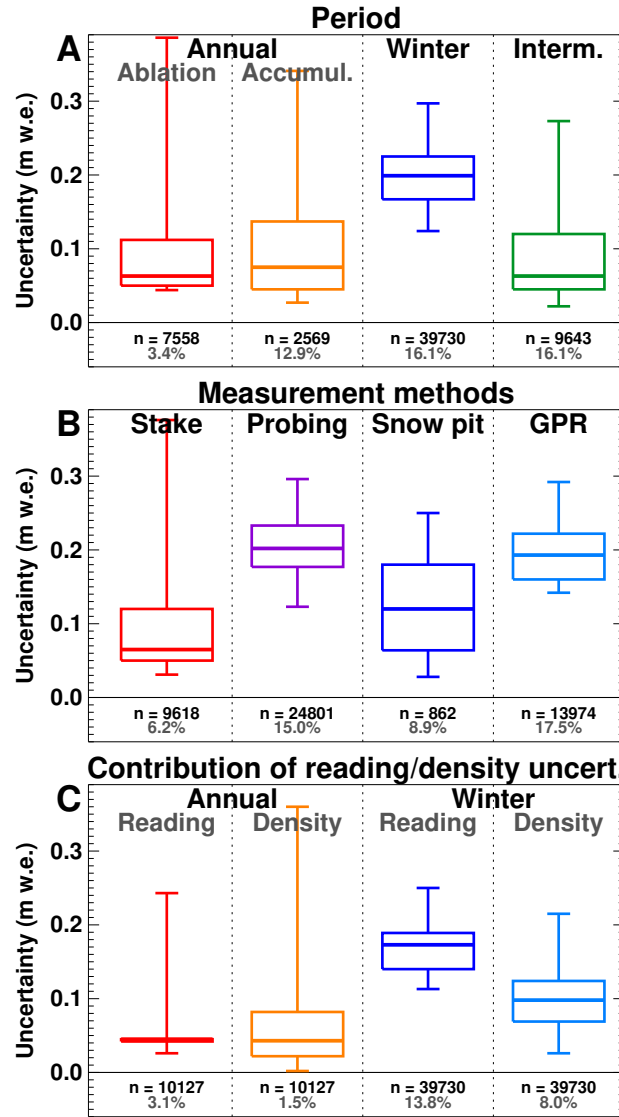 Period
A Annual Winter Interm.
Ablation Accumul.
Uncertainty (m w.e.)
0.3
0.2
0.1
0.0
n = 7558 n = 2569 n = 39730 n = 9643
3.4% 12.9% 16.1% 16.1%
Measurement methods
B Stake Probing Snow pit GPR
Uncertainty (m w.e.)
0.3
0.2
0.1
0.0
n = 9618 n = 24801 n = 862 n = 13974
6.2% 15.0% 8.9% 17.5%
Contribution of reading/density uncert.
C Annual Winter
Reading Density Reading Density
Uncertainty (m w.e.)
0.3
0.2
0.1
0.0
n = 10127 n = 10127 n = 39730 n = 39730
3.1% 1.5% 13.8% 8.0%